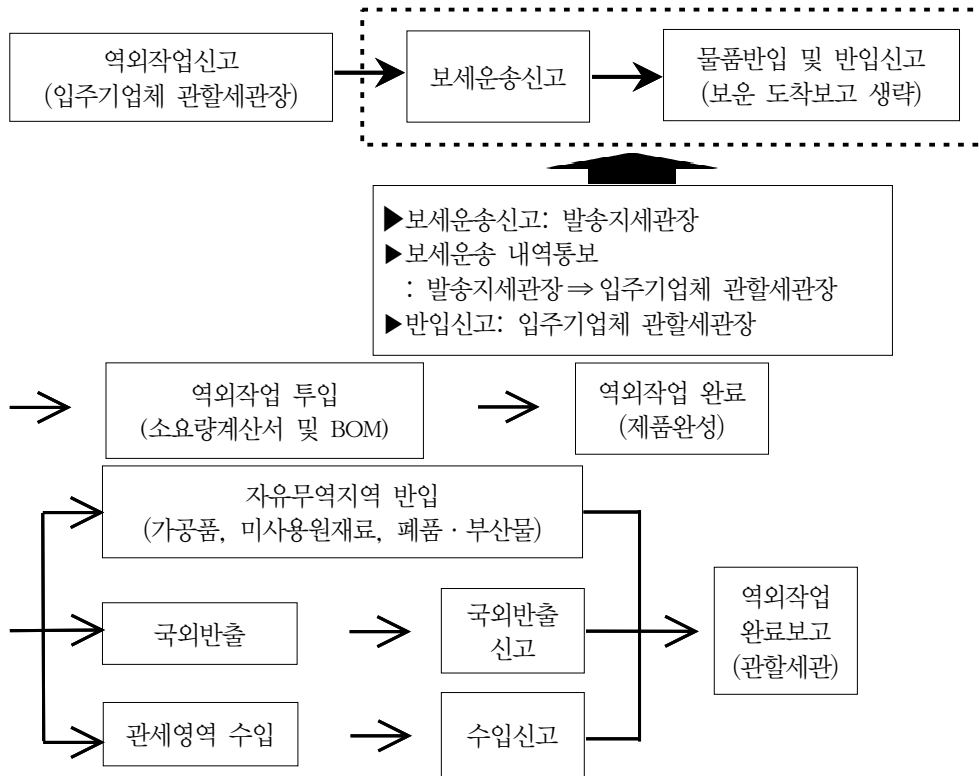 역외작업신고
(입주기업체 관할세관장)
보세운송신고
물품반입 및 반입신고
(보운 도착보고 생략)
▶보세운송신고: 발송지세관장
▶보세운송 내역통보
: 발송지세관장⇒입주기업체 관할세관장
▶반입신고: 입주기업체 관할세관장
역외작업 투입
(소요량계산서 및 BOM)
역외작업 완료
(제품완성)
자유무역지역 반입
(가공품, 미사용원재료, 폐품·부산물)
국외반출
국외반출
신고
관세영역 수입
수입신고
역외작업
완료보고
(관할세관)